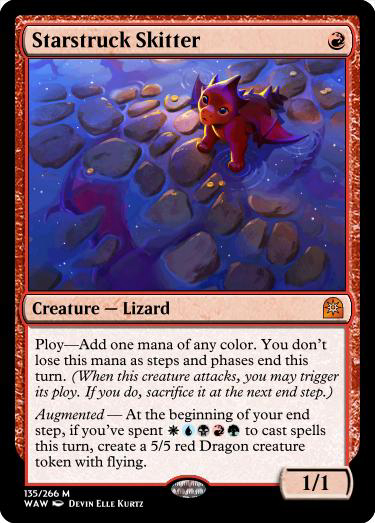 Starstruck Skitter
Creature — Lizard
Ploy—Add one mana of any color. You don't
lose this mana as steps and phases end this
turn. (When this creature attacks, you may trigger
its ploy. If you do, sacrifice it at the next end step.)
Augmented — At the beginning of your end
step, if you've spent to cast spells
this turn, create a 5/5 red Dragon creature
token with flying.
1/1
135/266 M
WAW DEVIN ELLE KURTZ